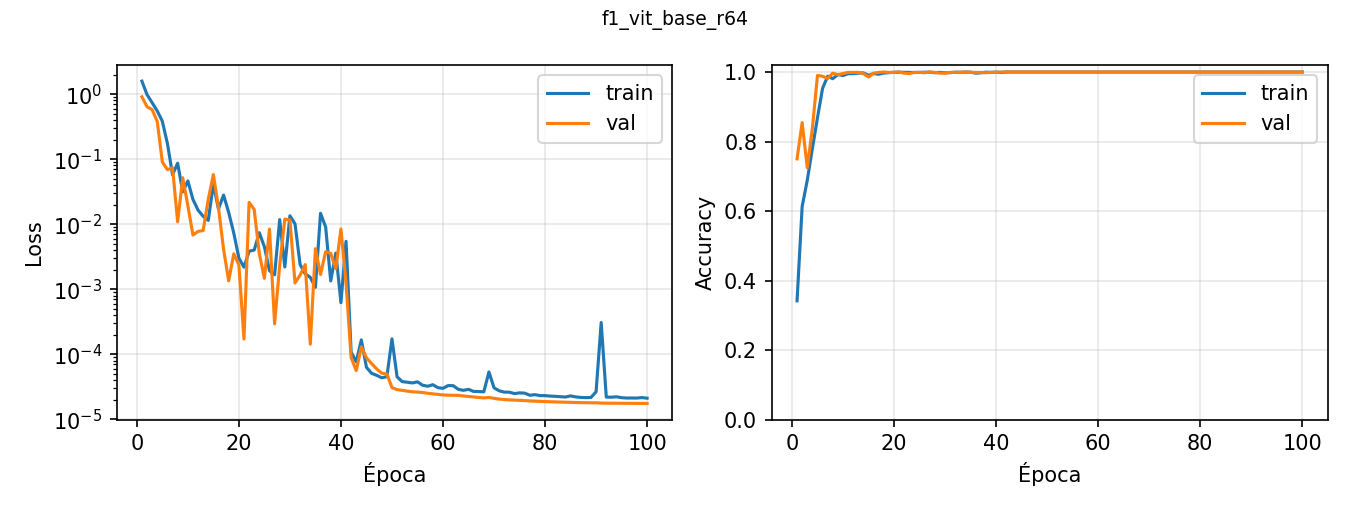 f1_vit_base_r64
Loss
10^0
10^-1
10^-2
10^-3
10^-4
10^-5
0 20 40 60 80 100
Época
train
val
Accuracy
1.0
0.8
0.6
0.4
0.2
0.0
0 20 40 60 80 100
Época
train
val